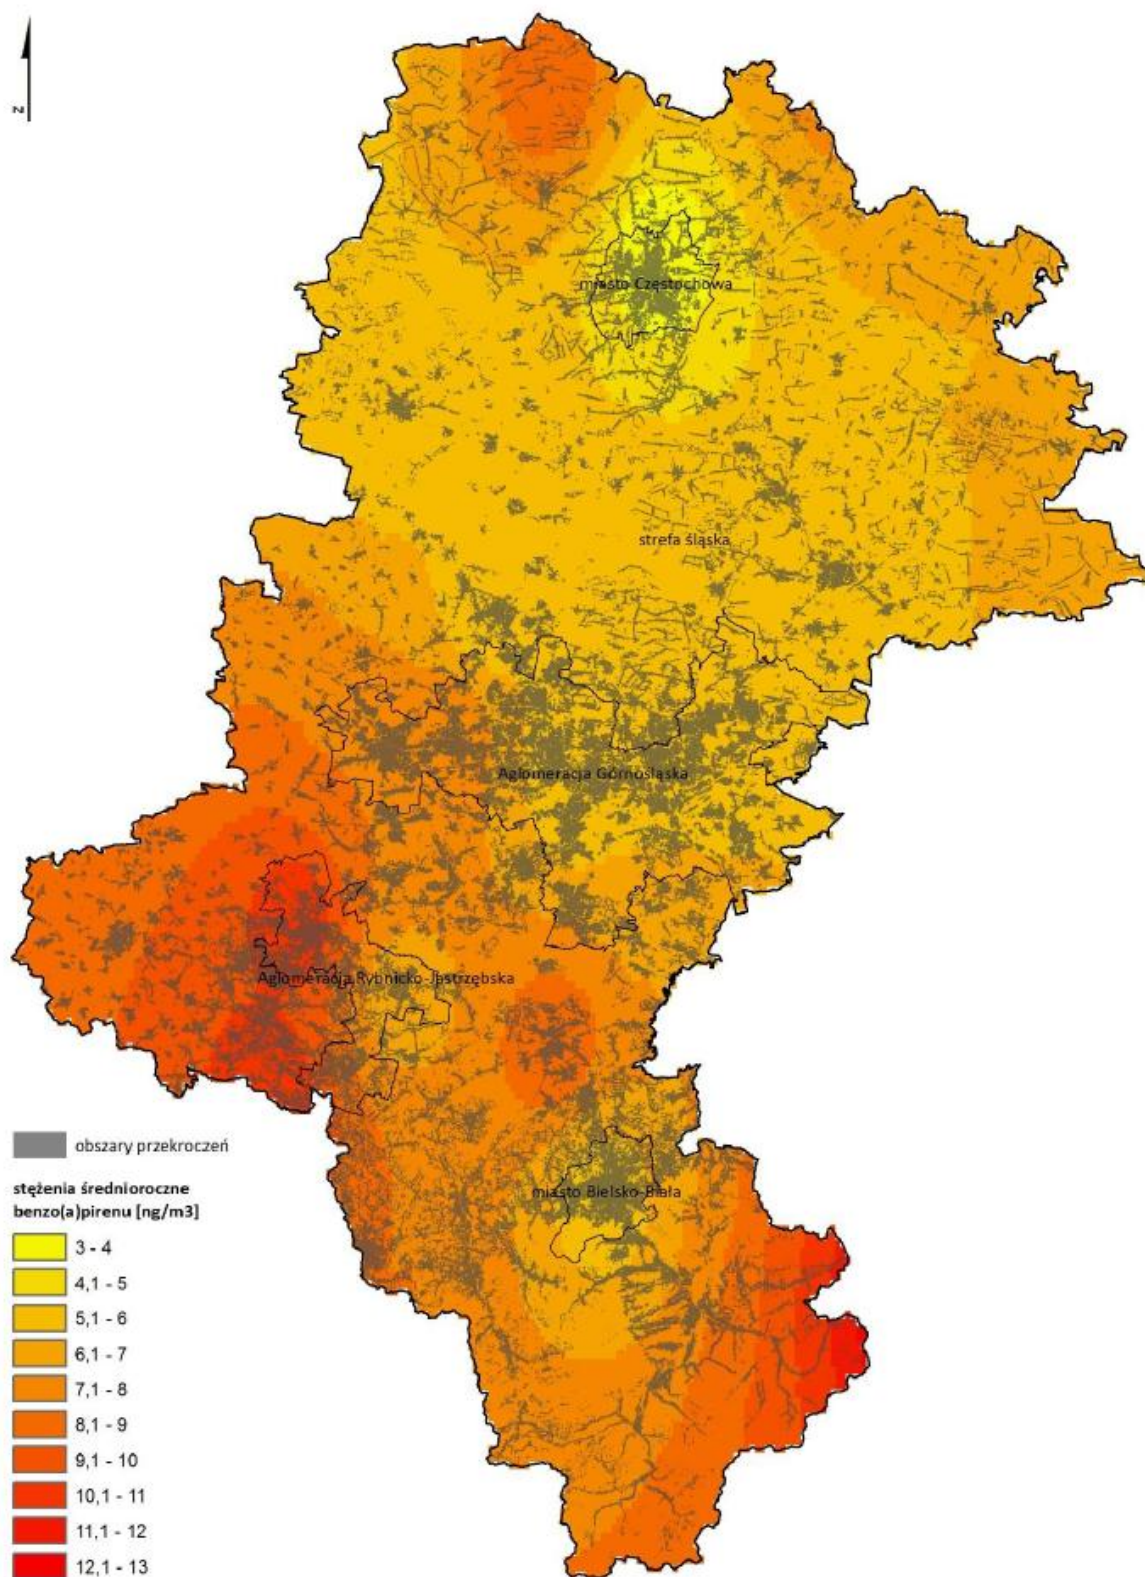 N
miasto Częstochowa
strefa śląska
Aglomeracja Górnośląska
Aglomeracja Rybnicko-Jastrzębska
miasto Bielsko-Biała
obszary przekroczeń
stężenia średnioroczne
benzo(a)pirenu [ng/m3]
3 - 4
4,1 - 5
5,1 - 6
6,1 - 7
7,1 - 8
8,1 - 9
9,1 - 10
10,1 - 11
11,1 - 12
12,1 - 13